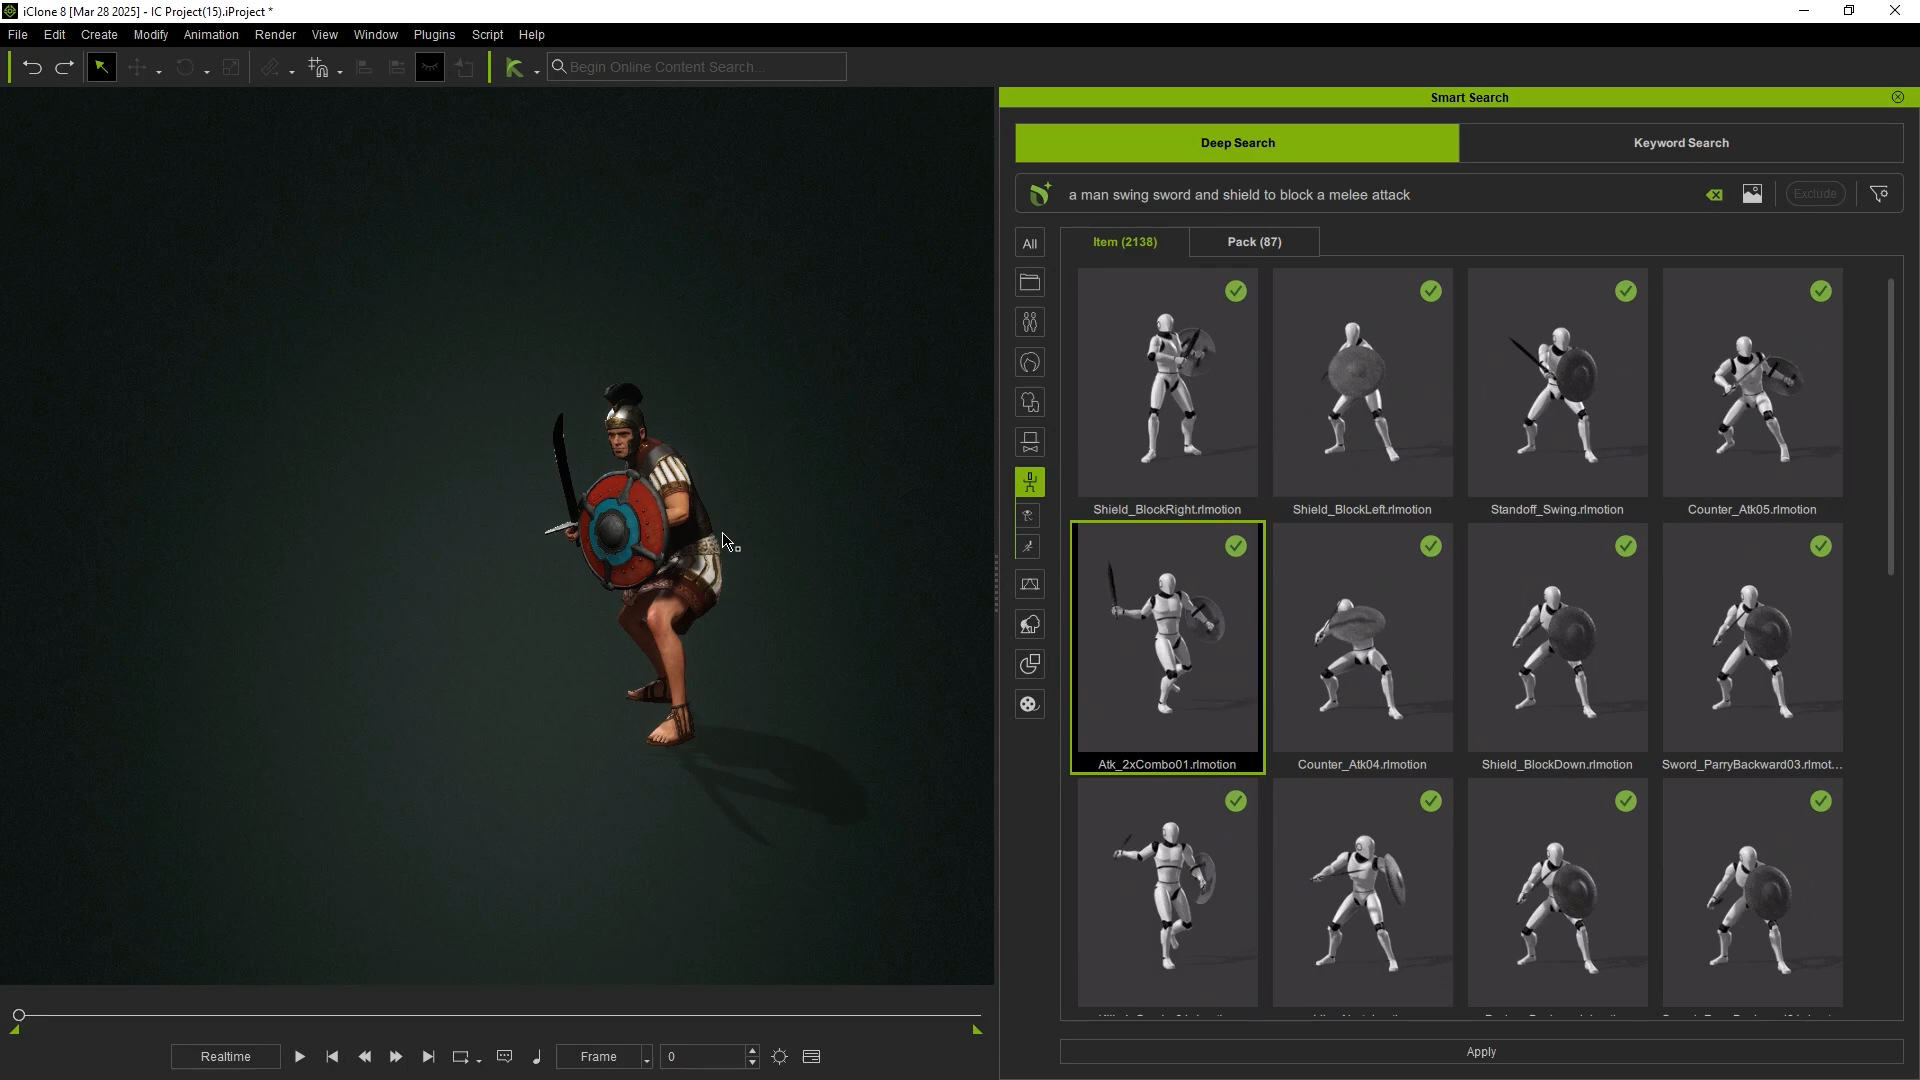 iClone 8 [Mar 28 2025] - IC Project(15).iProject *
File Edit Create Modify Animation Render View Window Plugins Script Help
Begin Online Content Search...
Smart Search
Deep Search Keyword Search
a man swing sword and shield to block a melee attack
Exclude
All
Item (2138) Pack (87)
Shield_BlockRight.rlmotion Shield_BlockLeft.rlmotion Standoff_Swing.rlmotion Counter_Atk05.rlmotion
Atk_2xCombo01.rlmotion Counter_Atk04.rlmotion Shield_BlockDown.rlmotion Sword_ParryBackward03.rlmot...
Realtime Frame 0
Apply